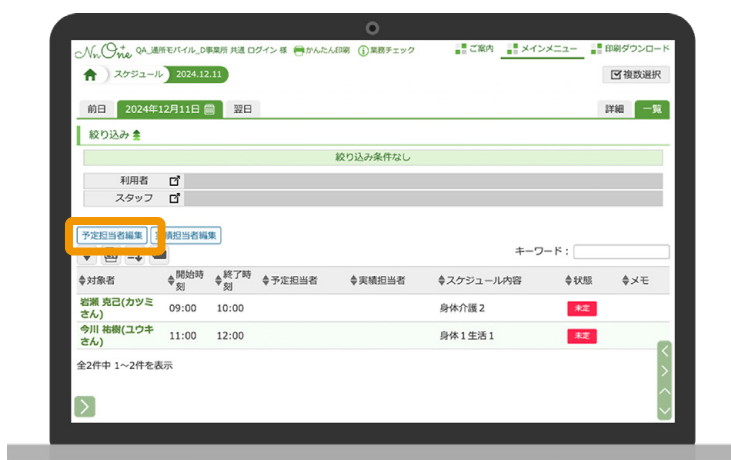 Nn.One QA_通所モバイル_D事業所 共通 ログイン 様 かんたん印刷 業務チェック ご案内 メインメニュー 印刷ダウンロード
スケジュール 2024.12.11 複数選択
前日 2024年12月11日 翌日 詳細 一覧
絞り込み
絞り込み条件なし
利用者
スタッフ
予定担当者編集 実績担当者編集
キーワード：
対象者 開始時刻 終了時刻 予定担当者 実績担当者 スケジュール内容 状態 メモ
岩瀬 克己(カツミさん) 09:00 10:00 身体介護２ 未定
今川 祐樹(ユウキさん) 11:00 12:00 身体１生活１ 未定
全2件中 1～2件を表示